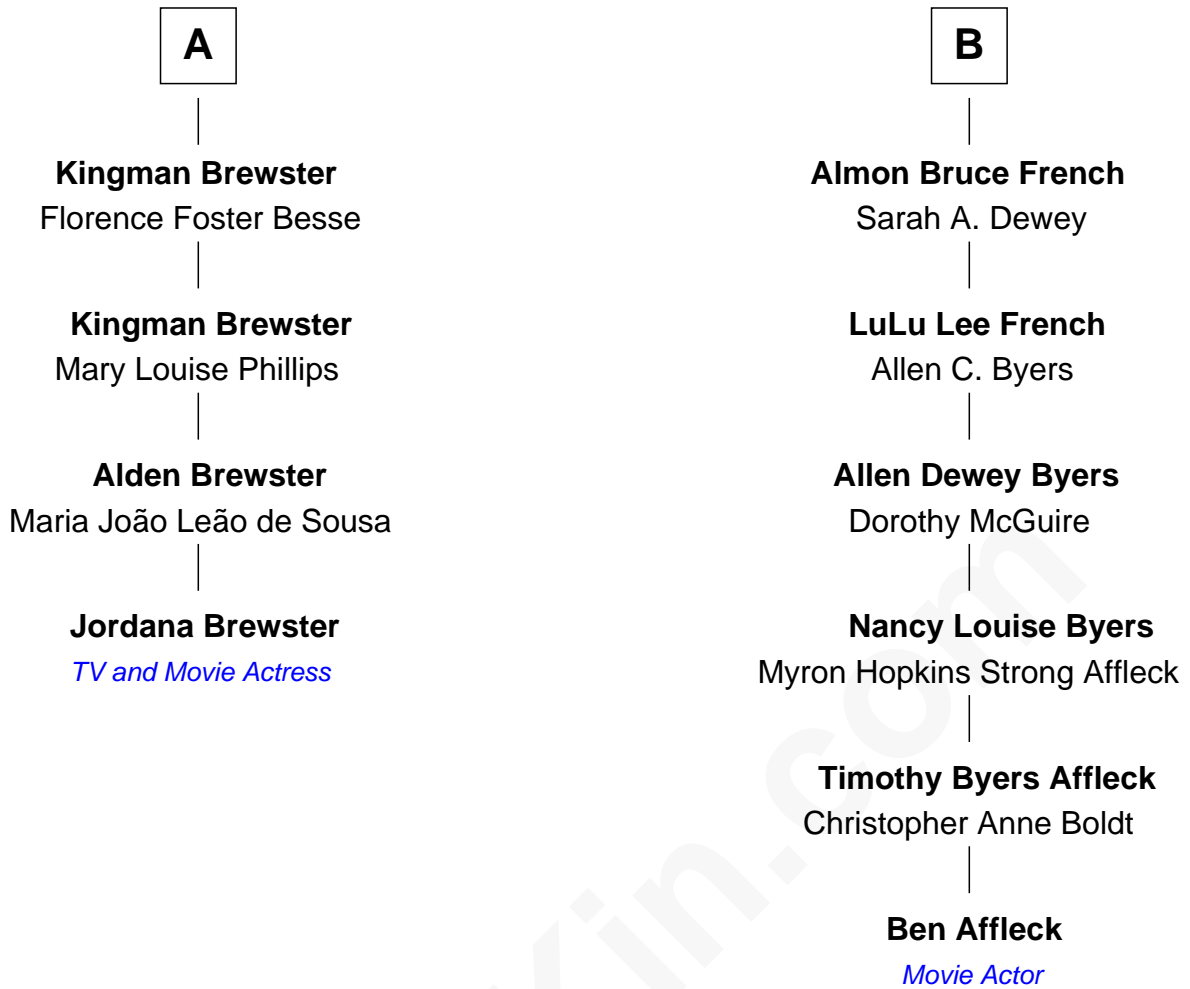 A
Kingman Brewster
Florence Foster Besse
Kingman Brewster
Mary Louise Phillips
Alden Brewster
Maria João Leão de Sousa
Jordana Brewster
TV and Movie Actress
B
Almon Bruce French
Sarah A. Dewey
LuLu Lee French
Allen C. Byers
Allen Dewey Byers
Dorothy McGuire
Nancy Louise Byers
Myron Hopkins Strong Affleck
Timothy Byers Affleck
Christopher Anne Boldt
Ben Affleck
Movie Actor
Kin.com